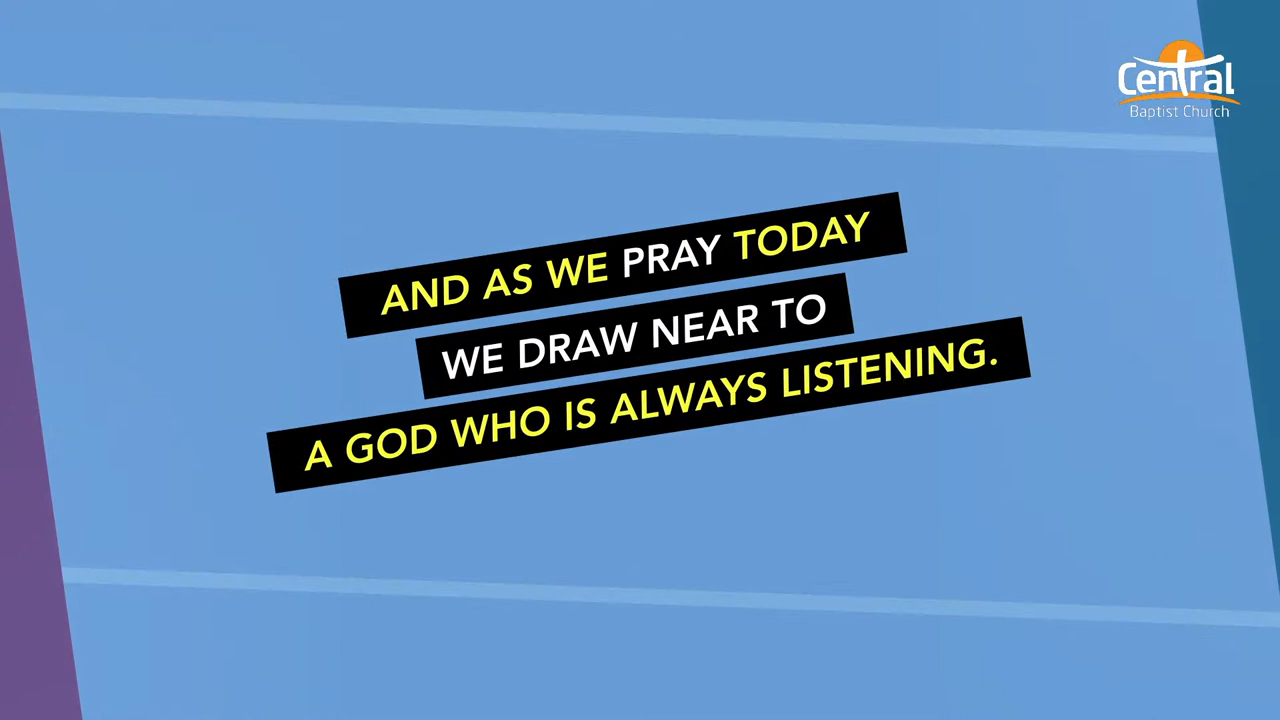 Central
Baptist Church
AND AS WE PRAY TODAY
WE DRAW NEAR TO
A GOD WHO IS ALWAYS LISTENING.